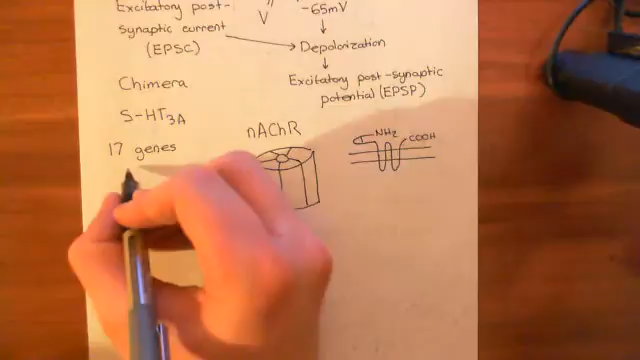 Excitatory post-
synaptic current
(EPSC)
V
-65mV
Depolorization
Excitatory post-synaptic
potential (EPSP)
Chimera
5-HT3A
17 genes
nAChR
NH2
COOH